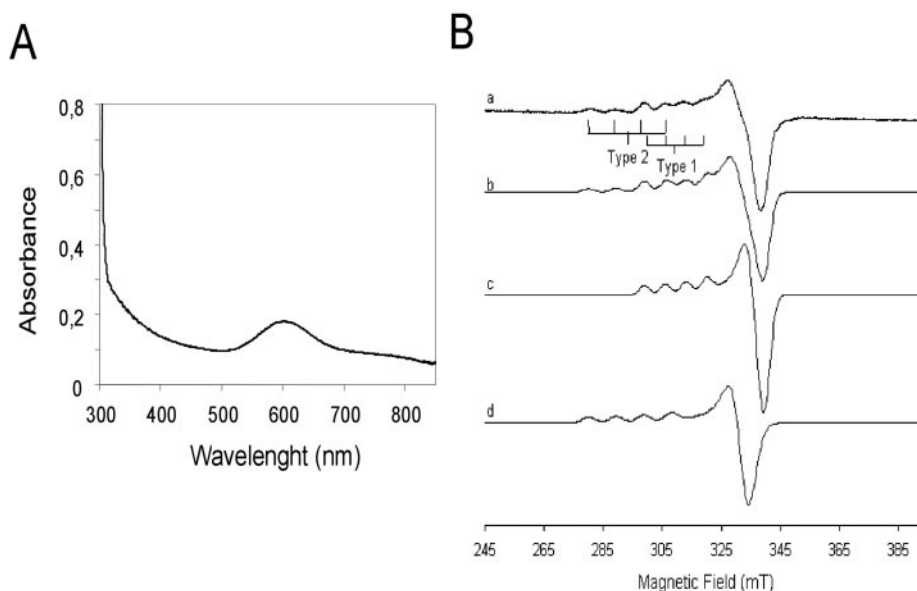 A
0,8
0,6
0,4
0,2
0
Absorbance
300 400 500 600 700 800
Wavelenght (nm)
B
a
Type 2
Type 1
b
c
d
245 265 285 305 325 345 365 385
Magnetic Field (mT)